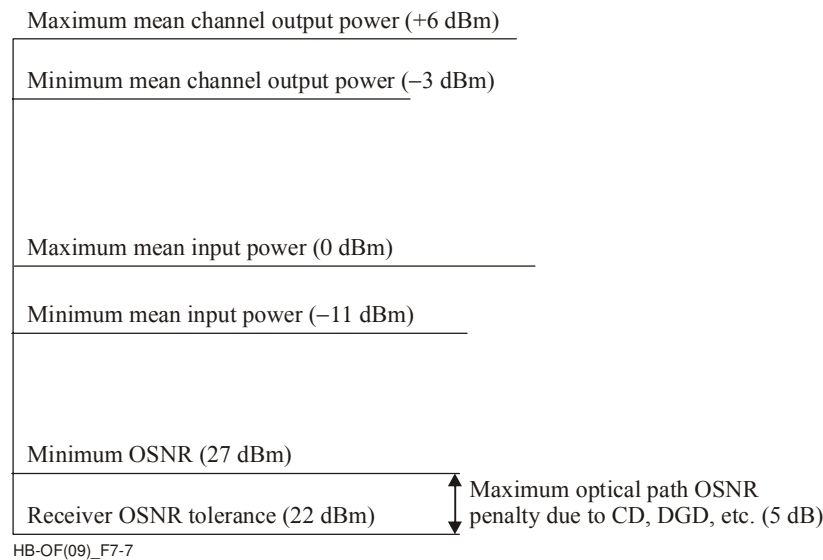 Maximum mean channel output power (+6 dBm)
Minimum mean channel output power (−3 dBm)
Maximum mean input power (0 dBm)
Minimum mean input power (−11 dBm)
Minimum OSNR (27 dBm)
Maximum optical path OSNR
penalty due to CD, DGD, etc. (5 dB)
Receiver OSNR tolerance (22 dBm)
HB-OF(09)_F7-7